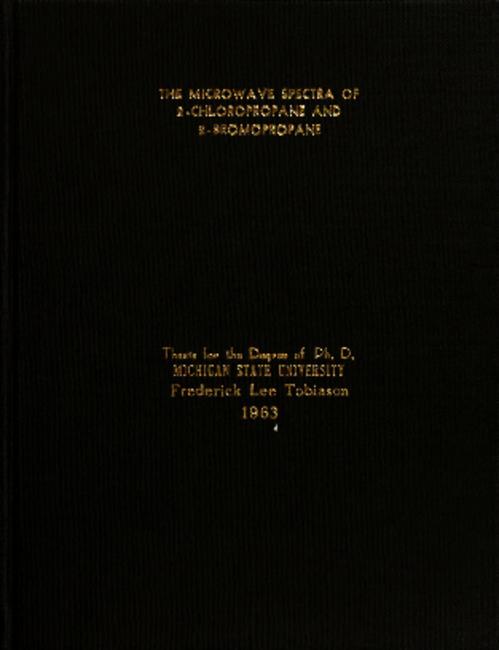 THE MICROWAVE SPECTRA OF
2-CHLOROPROPANE AND
2-BROMOPROPANE
Thesis for the Degree of Ph. D.
MICHIGAN STATE UNIVERSITY
Frederick Lee Tobiason
1963